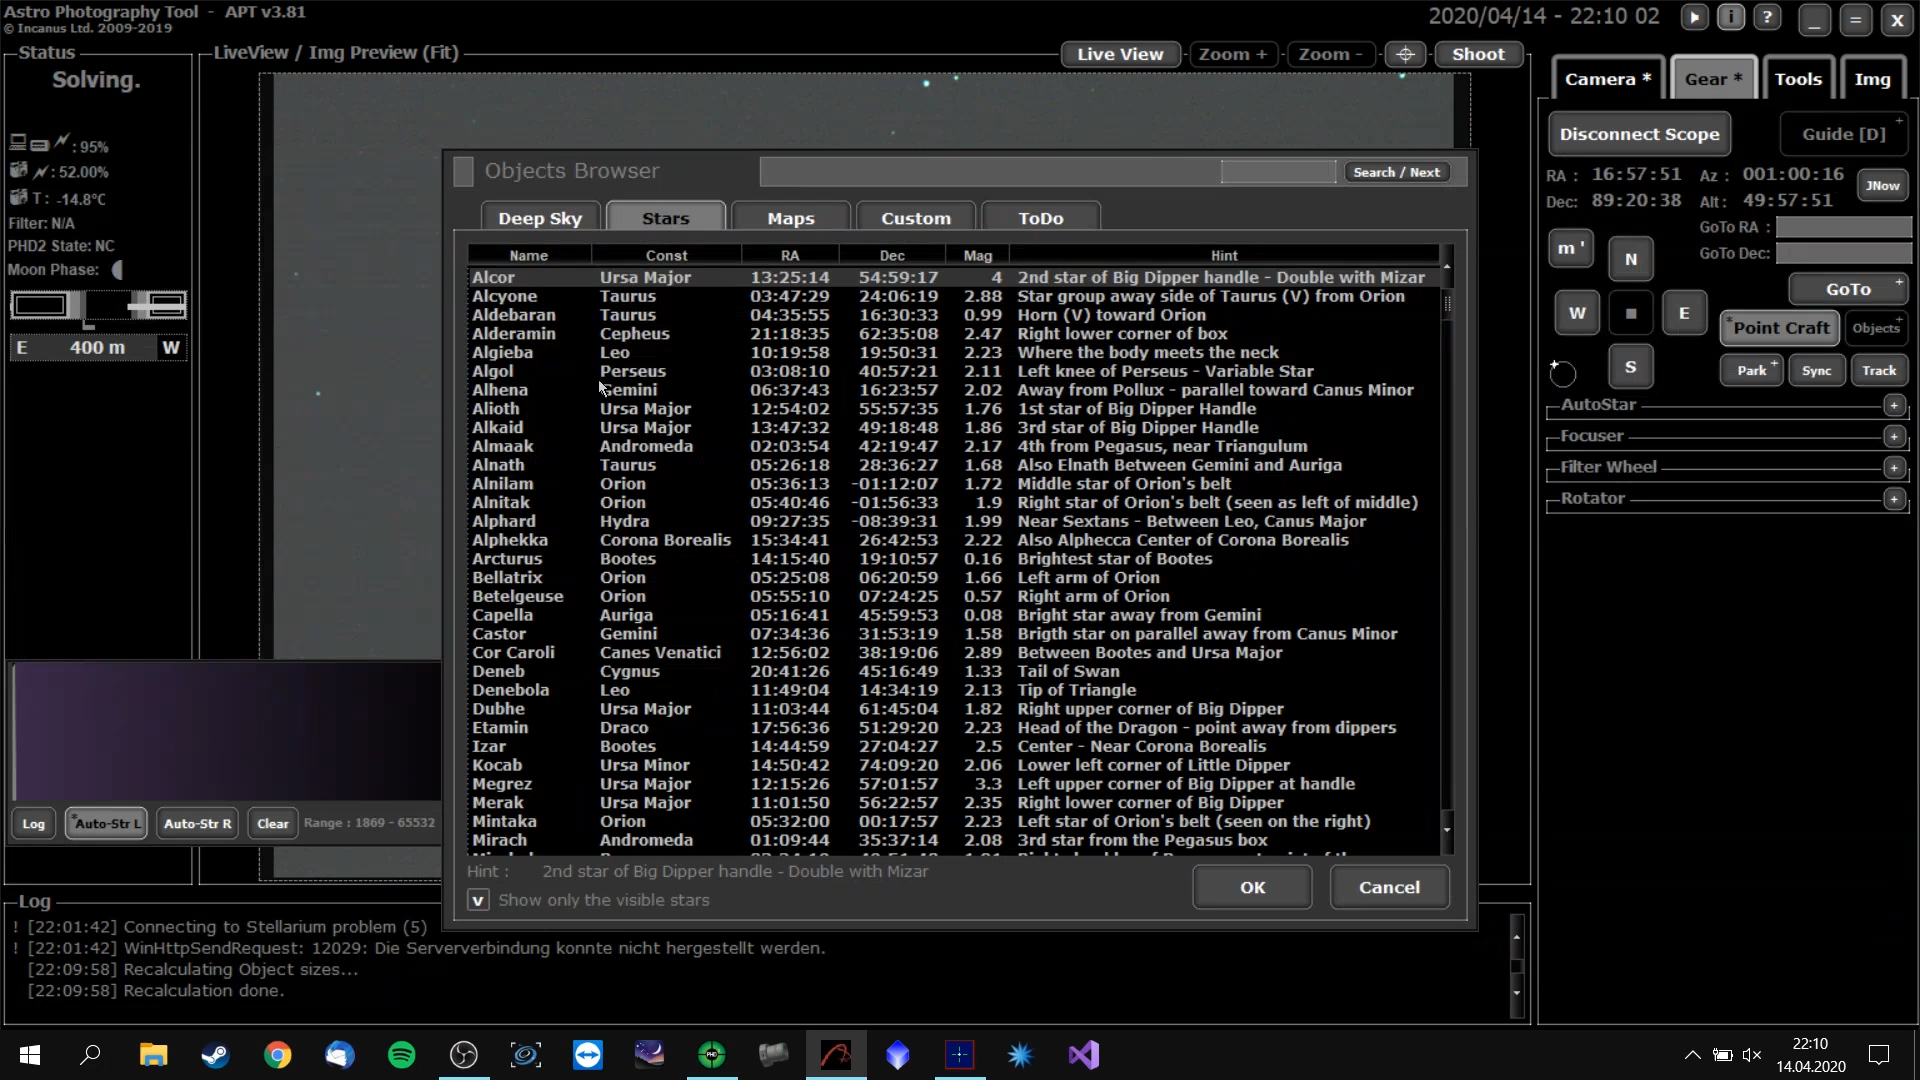 Astro Photography Tool - APT v3.81
© Incanus Ltd. 2009-2019
2020/04/14 - 22:10 02
i
?
_
=
X
Status
Solving.
: 95%
: 52.00%
T : -14.8°C
Filter: N/A
PHD2 State: NC
Moon Phase:
E 400 m W
LiveView / Img Preview (Fit)
Live View
Zoom +
Zoom -
Shoot
Camera *
Gear *
Tools
Img
Disconnect Scope
Guide [D] +
RA : 16:57:51 Az : 001:00:16
Dec: 89:20:38 Alt : 49:57:51
JNow
GoTo RA :
GoTo Dec:
m '
N
W
E
S
GoTo +
*Point Craft
Objects +
Park +
Sync
Track
AutoStar +
Focuser +
Filter Wheel +
Rotator +
Objects Browser
Search / Next
Deep Sky
Stars
Maps
Custom
ToDo
Name Const RA Dec Mag Hint
Alcor Ursa Major 13:25:14 54:59:17 4 2nd star of Big Dipper handle - Double with Mizar
Alcyone Taurus 03:47:29 24:06:19 2.88 Star group away side of Taurus (V) from Orion
Aldebaran Taurus 04:35:55 16:30:33 0.99 Horn (V) toward Orion
Alderamin Cepheus 21:18:35 62:35:08 2.47 Right lower corner of box
Algieba Leo 10:19:58 19:50:31 2.23 Where the body meets the neck
Algol Perseus 03:08:10 40:57:21 2.11 Left knee of Perseus - Variable Star
Alhena Gemini 06:37:43 16:23:57 2.02 Away from Pollux - parallel toward Canus Minor
Alioth Ursa Major 12:54:02 55:57:35 1.76 1st star of Big Dipper Handle
Alkaid Ursa Major 13:47:32 49:18:48 1.86 3rd star of Big Dipper Handle
Almaak Andromeda 02:03:54 42:19:47 2.17 4th from Pegasus, near Triangulum
Alnath Taurus 05:26:18 28:36:27 1.68 Also Elnath Between Gemini and Auriga
Alnilam Orion 05:36:13 -01:12:07 1.72 Middle star of Orion's belt
Alnitak Orion 05:40:46 -01:56:33 1.9 Right star of Orion's belt (seen as left of middle)
Alphard Hydra 09:27:35 -08:39:31 1.99 Near Sextans - Between Leo, Canus Major
Alphekka Corona Borealis 15:34:41 26:42:53 2.22 Also Alphecca Center of Corona Borealis
Arcturus Bootes 14:15:40 19:10:57 0.16 Brightest star of Bootes
Bellatrix Orion 05:25:08 06:20:59 1.66 Left arm of Orion
Betelgeuse Orion 05:55:10 07:24:25 0.57 Right arm of Orion
Capella Auriga 05:16:41 45:59:53 0.08 Bright star away from Gemini
Castor Gemini 07:34:36 31:53:19 1.58 Brigth star on parallel away from Canus Minor
Cor Caroli Canes Venatici 12:56:02 38:19:06 2.89 Between Bootes and Ursa Major
Deneb Cygnus 20:41:26 45:16:49 1.33 Tail of Swan
Denebola Leo 11:49:04 14:34:19 2.13 Tip of Triangle
Dubhe Ursa Major 11:03:44 61:45:04 1.82 Right upper corner of Big Dipper
Etamin Draco 17:56:36 51:29:20 2.23 Head of the Dragon - point away from dippers
Izar Bootes 14:44:59 27:04:27 2.5 Center - Near Corona Borealis
Kocab Ursa Minor 14:50:42 74:09:20 2.06 Lower left corner of Little Dipper
Megrez Ursa Major 12:15:26 57:01:57 3.3 Left upper corner of Big Dipper at handle
Merak Ursa Major 11:01:50 56:22:57 2.35 Right lower corner of Big Dipper
Mintaka Orion 05:32:00 00:17:57 2.23 Left star of Orion's belt (seen on the right)
Mirach Andromeda 01:09:44 35:37:14 2.08 3rd star from the Pegasus box
Hint : 2nd star of Big Dipper handle - Double with Mizar
v Show only the visible stars
OK
Cancel
Log
*Auto-Str L
Auto-Str R
Clear
Range : 1869 - 65532
Log
! [22:01:42] Connecting to Stellarium problem (5)
! [22:01:42] WinHttpSendRequest: 12029: Die Serververbindung konnte nicht hergestellt werden.
[22:09:58] Recalculating Object sizes...
[22:09:58] Recalculation done.
PHD
22:10
14.04.2020